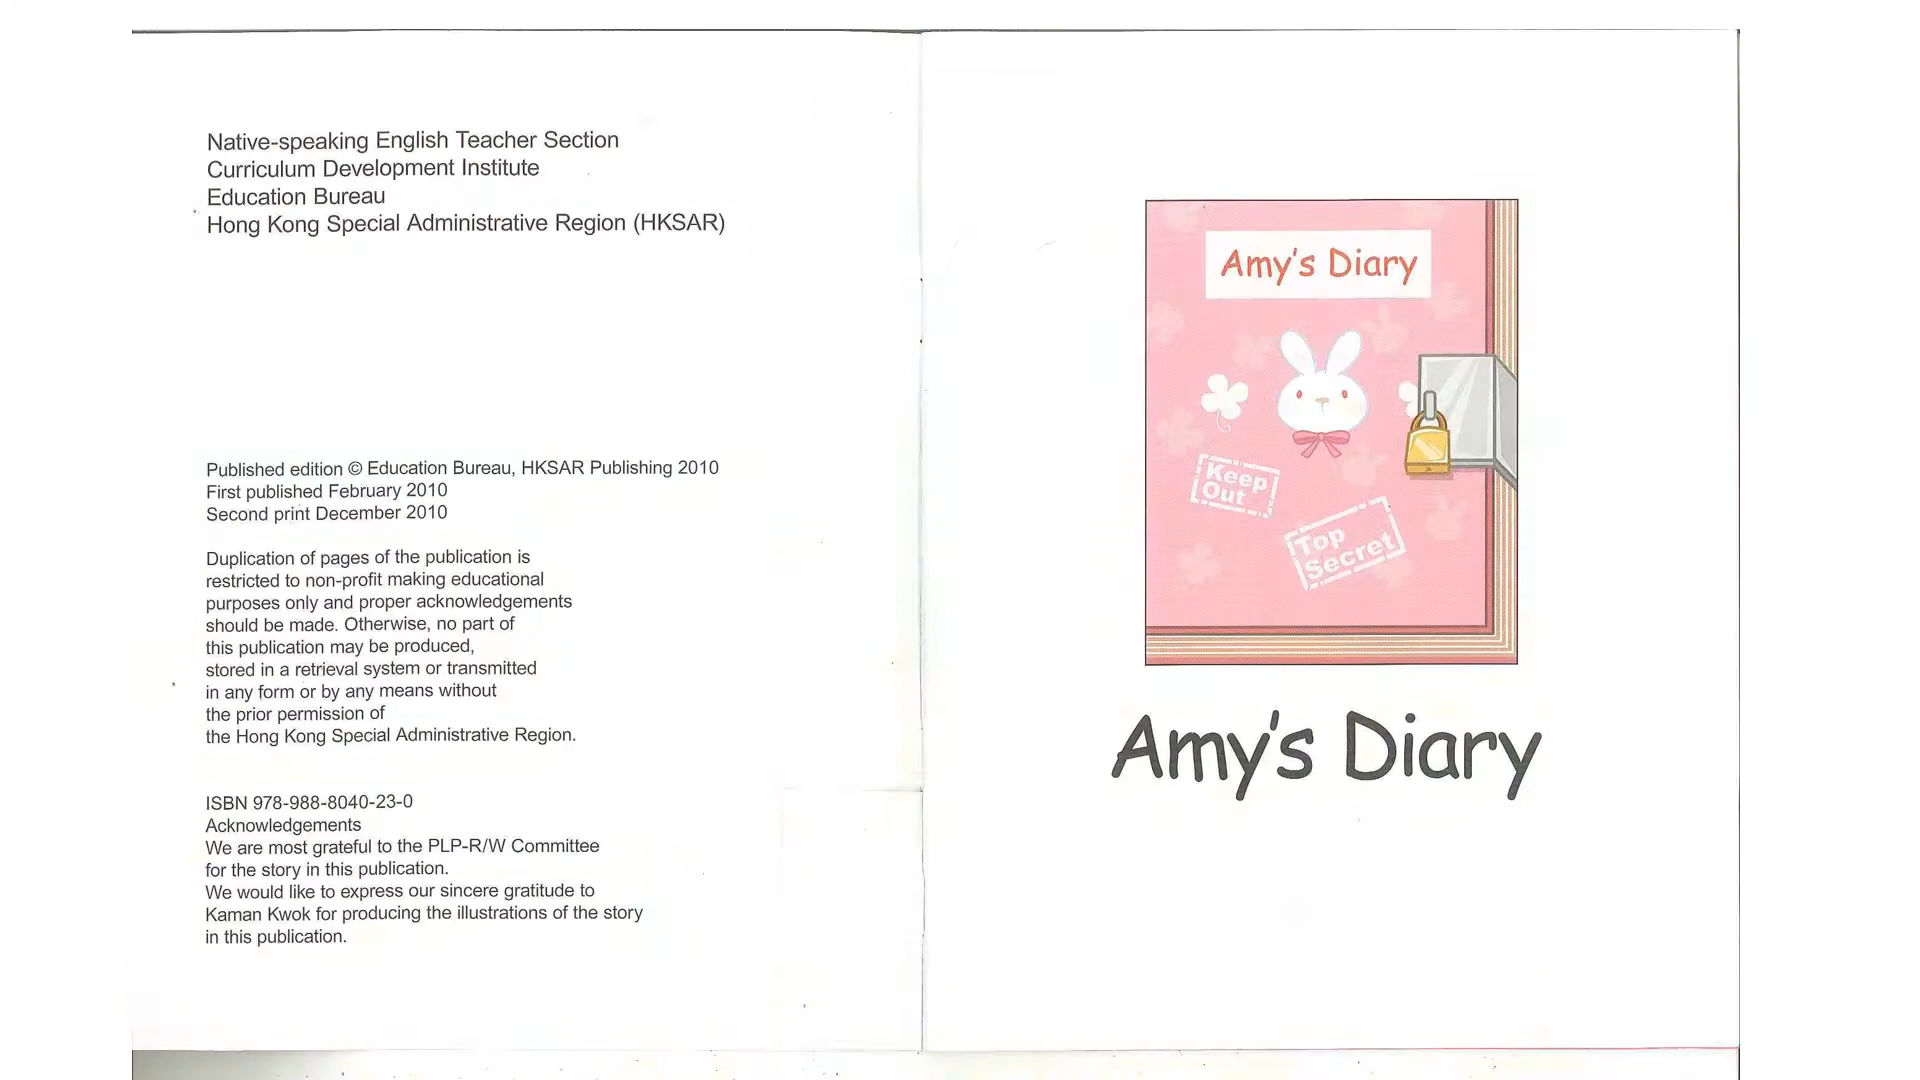 Native-speaking English Teacher Section
Curriculum Development Institute
Education Bureau
Hong Kong Special Administrative Region (HKSAR)
Published edition © Education Bureau, HKSAR Publishing 2010
First published February 2010
Second print December 2010
Duplication of pages of the publication is
restricted to non-profit making educational
purposes only and proper acknowledgements
should be made. Otherwise, no part of
this publication may be produced,
stored in a retrieval system or transmitted
in any form or by any means without
the prior permission of
the Hong Kong Special Administrative Region.
ISBN 978-988-8040-23-0
Acknowledgements
We are most grateful to the PLP-R/W Committee
for the story in this publication.
We would like to express our sincere gratitude to
Kaman Kwok for producing the illustrations of the story
in this publication.
Amy's Diary
Keep
Out
Top
Secret
Amy's Diary